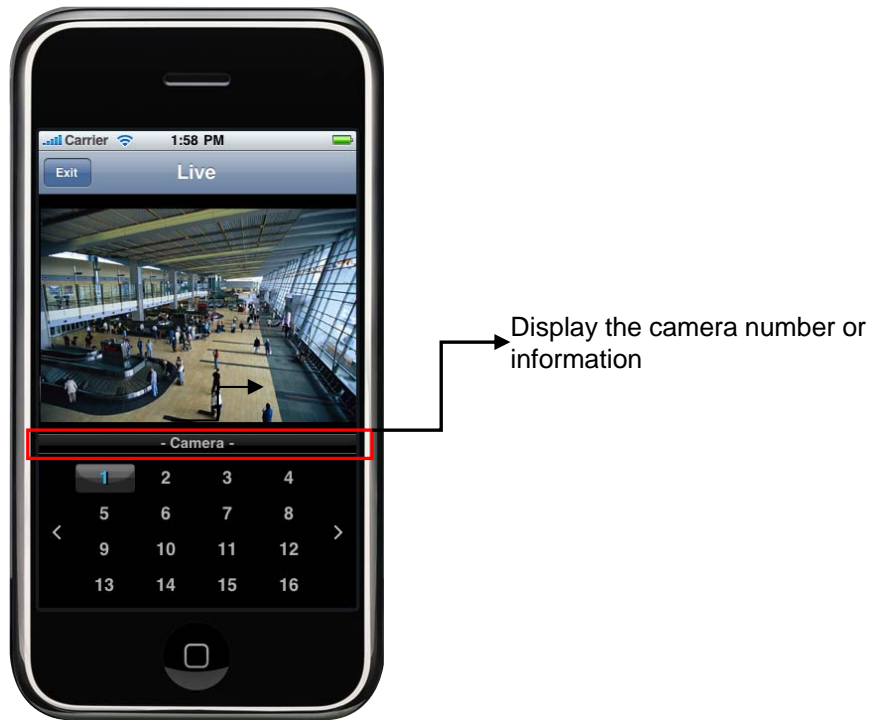 Carrier 1:58 PM
Exit Live
- Camera -
1 2 3 4
5 6 7 8
< >
9 10 11 12
13 14 15 16
Display the camera number or
information